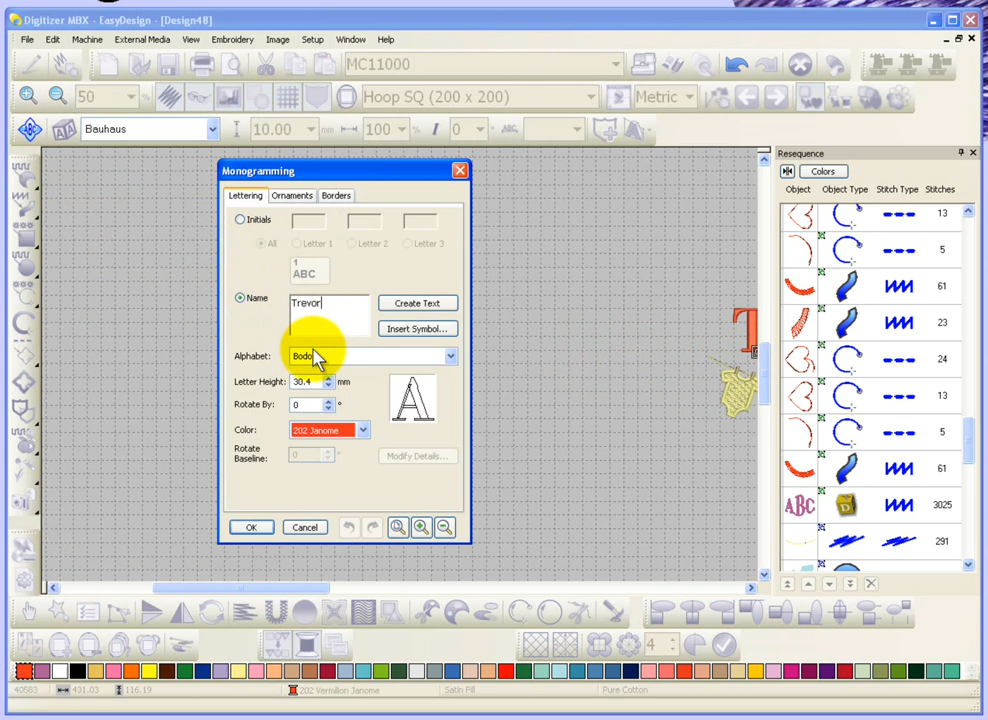 Digitizer MBX - EasyDesign - [Design48]
File Edit Machine External Media View Embroidery Image Setup Window Help
MC11000
50 % Hoop SQ (200 x 200) Metric
Bauhaus 10.00 mm 100 % 0 °
Monogramming
Lettering Ornaments Borders
Initials
All Letter 1 Letter 2 Letter 3
1
ABC
Name Trevor Create Text
Insert Symbol...
Alphabet:
Letter Height: 30.4 mm
Rotate By: 0 °
Color: 202 Janome
Rotate
Baseline: 0 ° Modify Details...
OK Cancel
Resequence
Colors
Object Object Type Stitch Type Stitches
13
5
61
23
24
13
5
61
ABC D 3025
291
T
4
40583 431.03 116.19 202 Vermilion Janome Satin Fill Pure Cotton